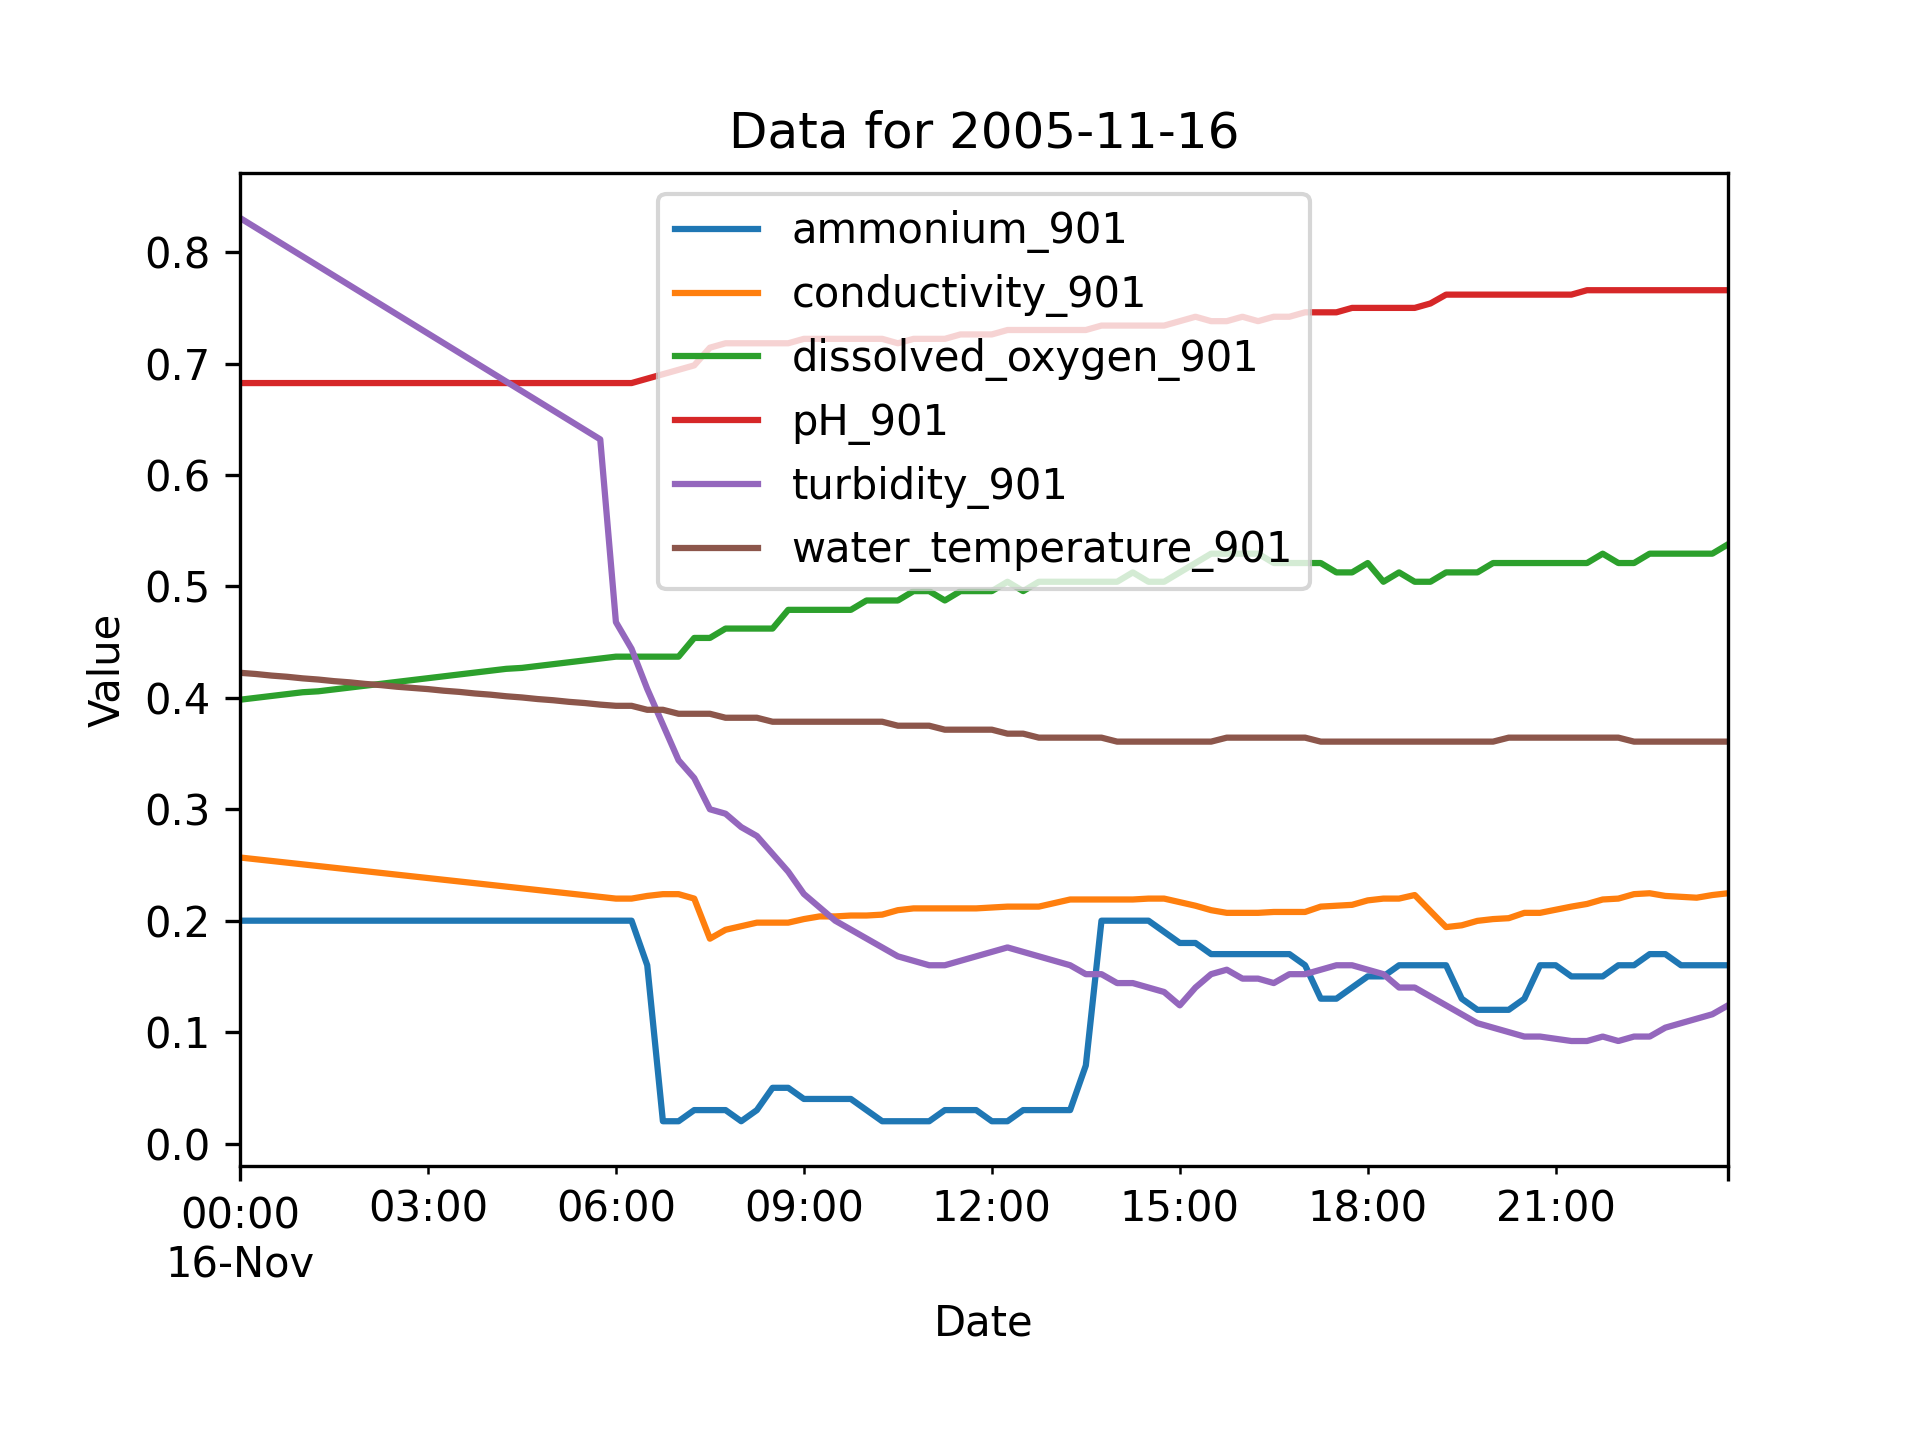 Data for 2005-11-16
ammonium_901
conductivity_901
dissolved_oxygen_901
pH_901
turbidity_901
water_temperature_901
Value
0.8
0.7
0.6
0.5
0.4
0.3
0.2
0.1
0.0
00:00 03:00 06:00 09:00 12:00 15:00 18:00 21:00
16-Nov
Date